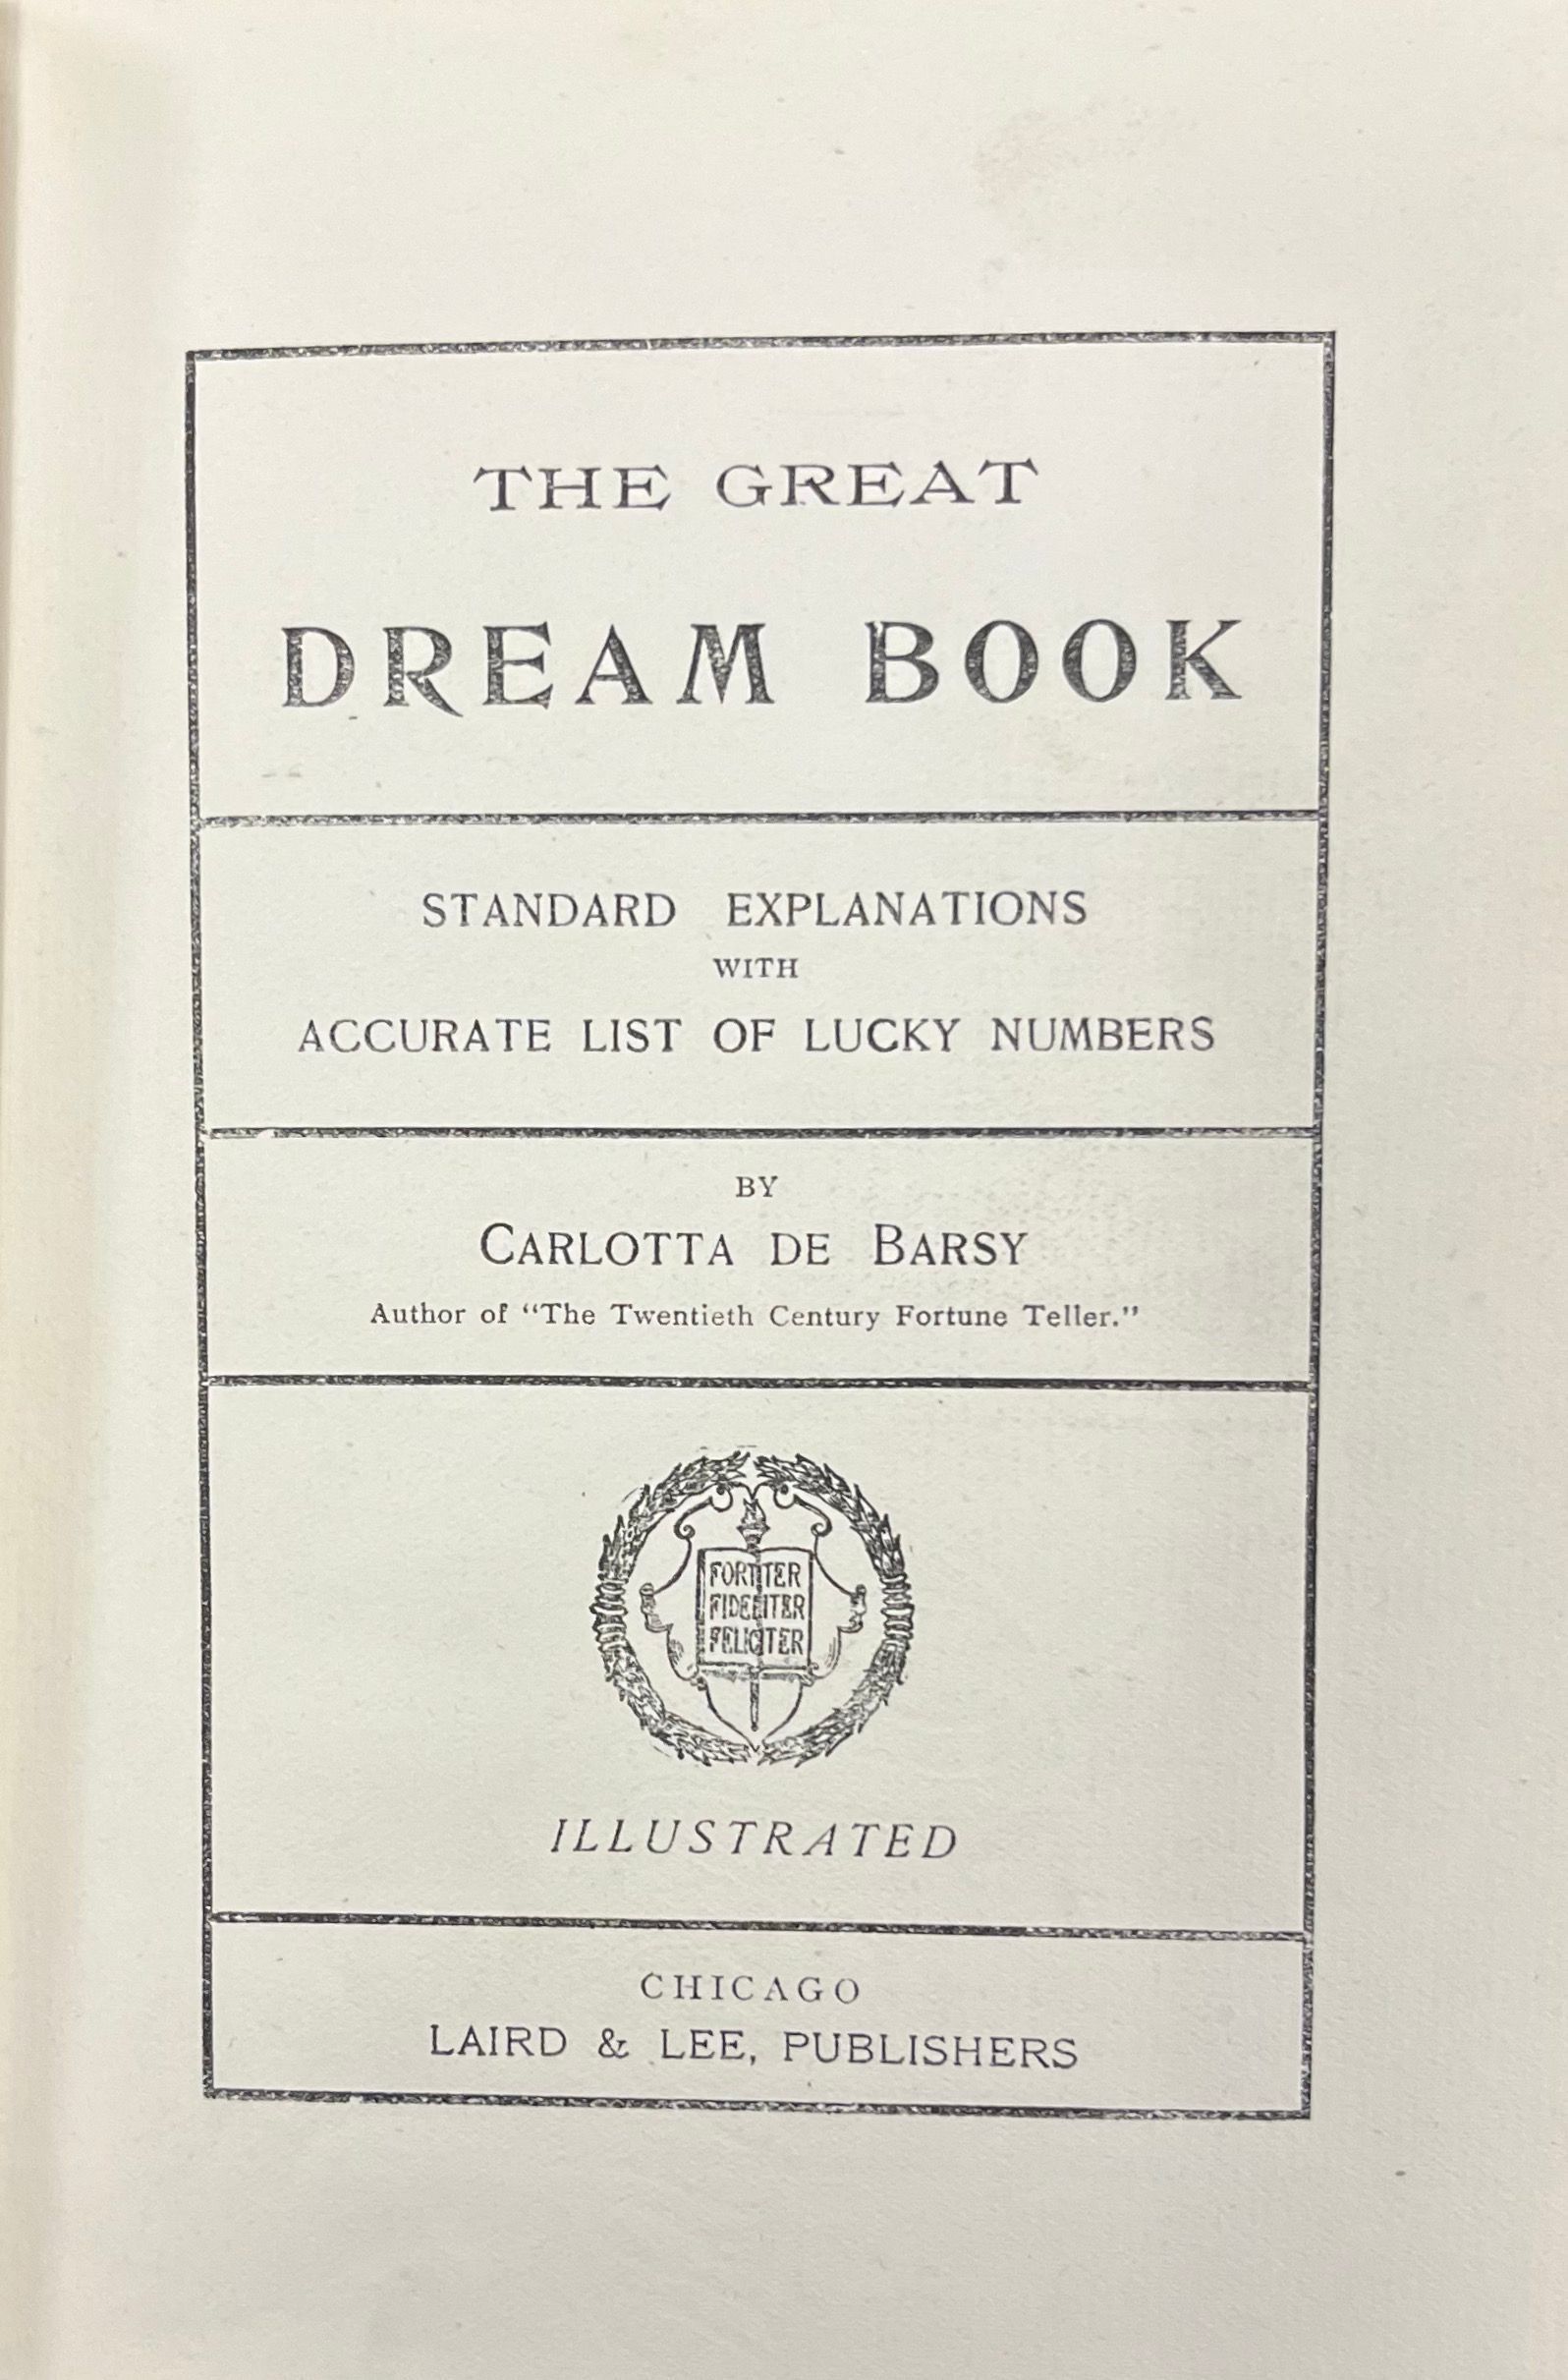 THE GREAT
DREAM BOOK
STANDARD EXPLANATIONS
WITH
ACCURATE LIST OF LUCKY NUMBERS
BY
CARLOTTA DE BARSY
Author of "The Twentieth Century Fortune Teller."
FORTITER
FIDELITER
FELICITER
ILLUSTRATED
CHICAGO
LAIRD & LEE, PUBLISHERS